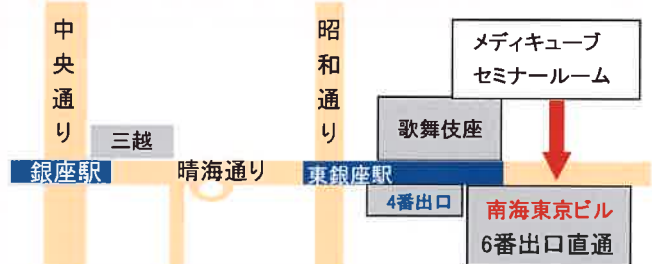 中央通り
昭和通り
メディキューブ
セミナールーム
三越
歌舞伎座
銀座駅
晴海通り
東銀座駅
4番出口
南海東京ビル
6番出口直通